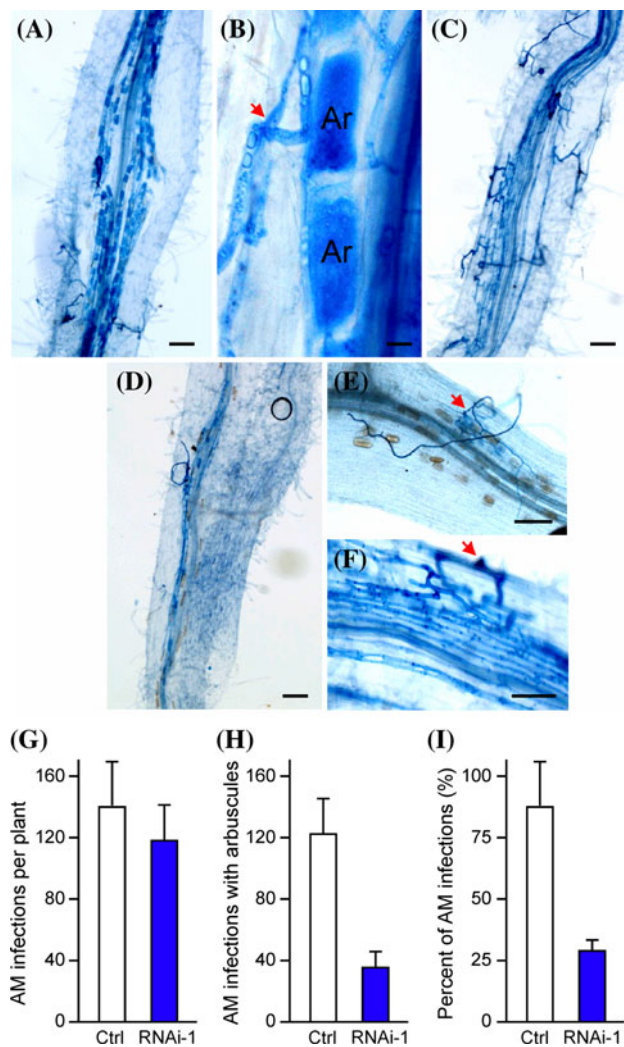 (A)
(B)
(C)
Ar
Ar
(D)
(E)
(F)
(G)
(H)
(I)
AM infections per plant
160
120
80
40
0
Ctrl RNAi-1
AM infections with arbuscules
160
120
80
40
0
Ctrl RNAi-1
Percent of AM infections (%)
100
75
50
25
0
Ctrl RNAi-1